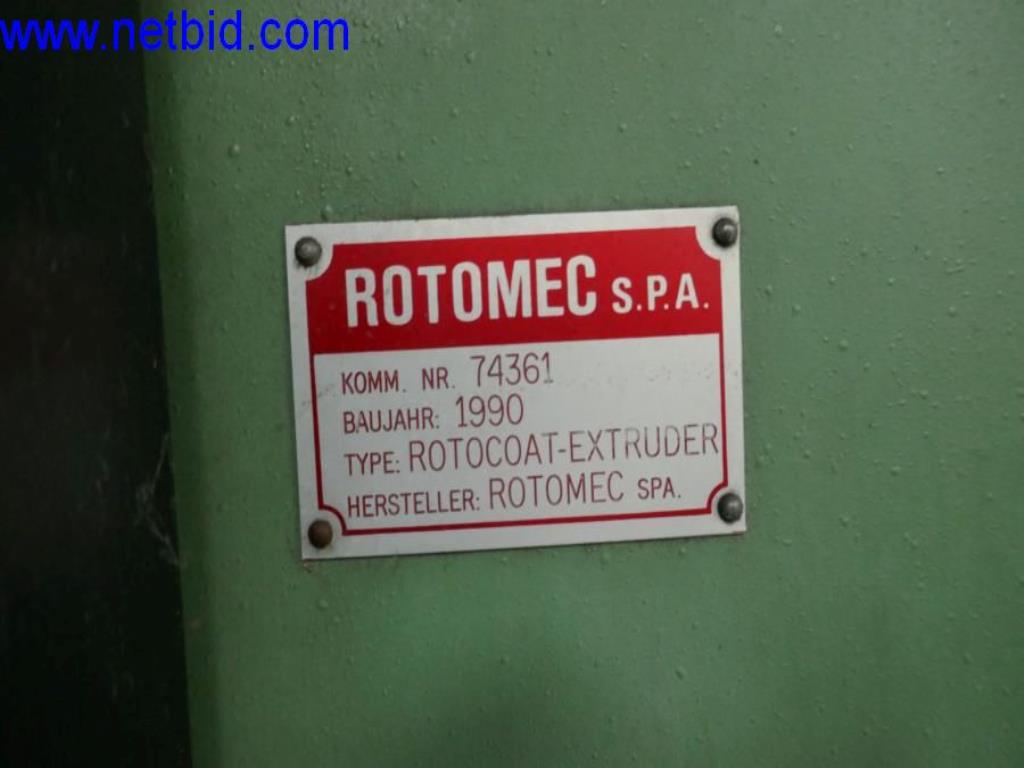 www.netbid.com
ROTOMEC S.P.A.
KOMM. NR. 74361
BAUJAHR: 1990
TYPE: ROTOCOAT-EXTRUDER
HERSTELLER: ROTOMEC SPA.